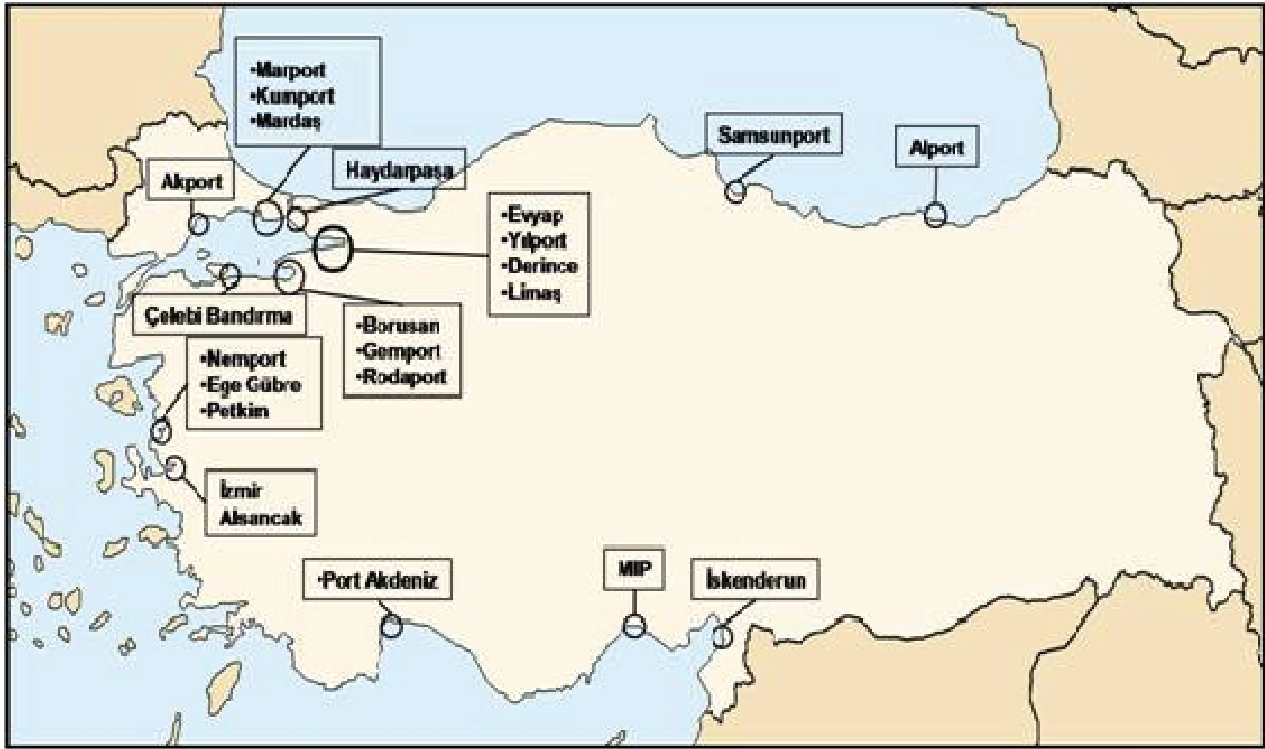 •Marport
•Kumport
•Mardaş
Haydarpaşa
Akport
Samsunport
Alport
•Evyap
•Yılport
•Derince
•Limaş
Çelebi Bandırma
•Borusan
•Gemport
•Rodaport
•Nemport
•Ege Gübre
•Petkim
İzmir
Alsancak
•Port Akdeniz
MIP
İskenderun